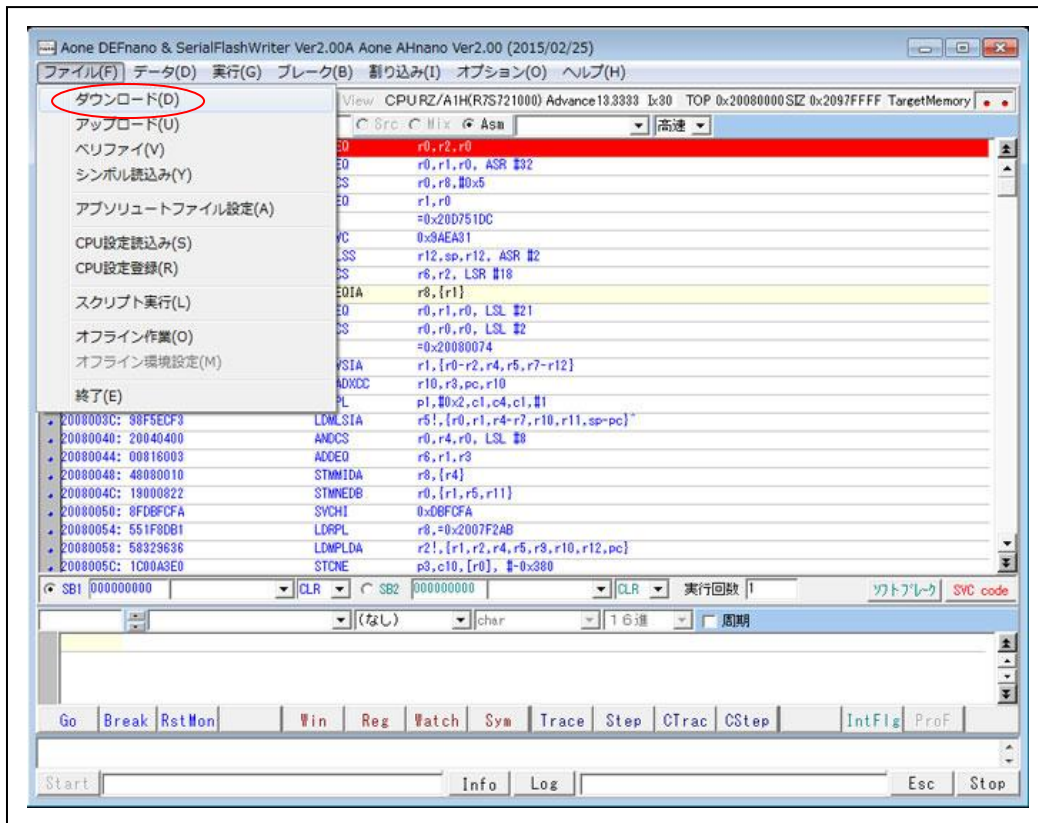 Aone DEFnano & SerialFlashWriter Ver2.00A Aone AHnano Ver2.00 (2015/02/25)
ファイル(F) データ(D) 実行(G) ブレーク(B) 割り込み(I) オプション(O) ヘルプ(H)
View CPU RZ/A1H(R7S721000) Advance13.3333 Ix30 TOP 0x20080000 SIZ 0x2097FFFF TargetMemory
Src Mix Asm 高速
ダウンロード(D)
アップロード(U)
ベリファイ(V)
シンボル読込み(Y)
アブソリュートファイル設定(A)
CPU設定読込み(S)
CPU設定登録(R)
スクリプト実行(L)
オフライン作業(O)
オフライン環境設定(M)
終了(E)
EQ r0,r2,r0
EQ r0,r1,r0, ASR #32
CS r0,r8,#0x5
EQ r1,r0
=0x20D751DC
VC 0x9AEA31
LSS r12,sp,r12, ASR #2
CS r6,r2, LSR #18
EQIA r8,{r1}
EQ r0,r1,r0, LSL #21
CS r0,r0,r0, LSL #2
=0x20080074
VSIA r1,{r0-r2,r4,r5,r7-r12}
ADXCC r10,r3,pc,r10
PL p1,#0x2,c1,c4,c1,#1
2008003C: 98F5ECF3 LDMLSIA r5!,{r0,r1,r4-r7,r10,r11,sp-pc}^
20080040: 20040400 ANDCS r0,r4,r0, LSL #8
20080044: 00816003 ADDEQ r6,r1,r3
20080048: 48080010 STMMIDA r8,{r4}
2008004C: 19000822 STMNEDB r0,{r1,r5,r11}
20080050: 8FDBFCFA SVCHI 0xDBFCFA
20080054: 551F8DB1 LDRPL r8,=0x2007F2AB
20080058: 58329636 LDMPLDA r2!,{r1,r2,r4,r5,r9,r10,r12,pc}
2008005C: 1C00A3E0 STCNE p3,c10,[r0], #-0x380
SB1 000000000 CLR SB2 000000000 CLR 実行回数 1 ソフトブレーク SVC code
(なし) char 16進 周期
Go Break RstMon Win Reg Watch Sym Trace Step CTrac CStep IntFlg ProF
Start Info Log Esc Stop